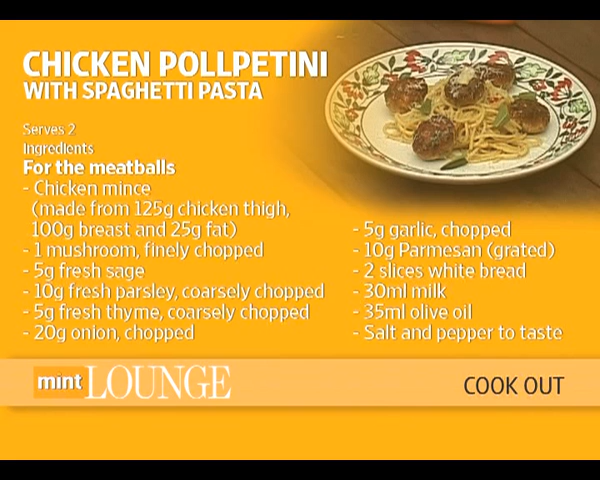 CHICKEN POLLPETINI
WITH SPAGHETTI PASTA
Serves 2
Ingredients
For the meatballs
- Chicken mince
(made from 125g chicken thigh,
100g breast and 25g fat)
- 1 mushroom, finely chopped
- 5g fresh sage
- 10g fresh parsley, coarsely chopped
- 5g fresh thyme, coarsely chopped
- 20g onion, chopped
- 5g garlic, chopped
- 10g Parmesan (grated)
- 2 slices white bread
- 30ml milk
- 35ml olive oil
- Salt and pepper to taste
mint LOUNGE
COOK OUT